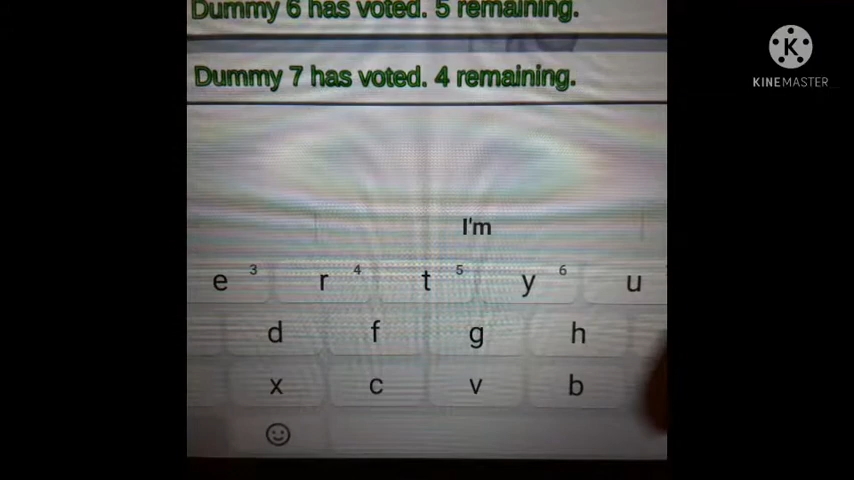 Dummy 6 has voted. 5 remaining.
Dummy 7 has voted. 4 remaining.
K
KINEMASTER
I'm
e 3 r 4 t 5 y 6 u
d f g h
x c v b